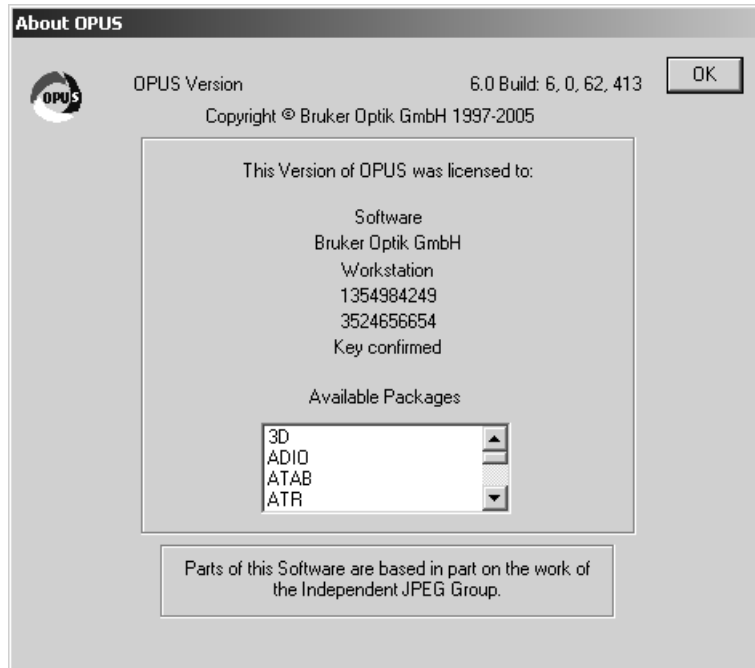 About OPUS
OPUS
OPUS Version 6.0 Build: 6, 0, 62, 413
OK
Copyright © Bruker Optik GmbH 1997-2005
This Version of OPUS was licensed to:
Software
Bruker Optik GmbH
Workstation
1354984249
3524656654
Key confirmed
Available Packages
3D
ADIO
ATAB
ATR
Parts of this Software are based in part on the work of
the Independent JPEG Group.